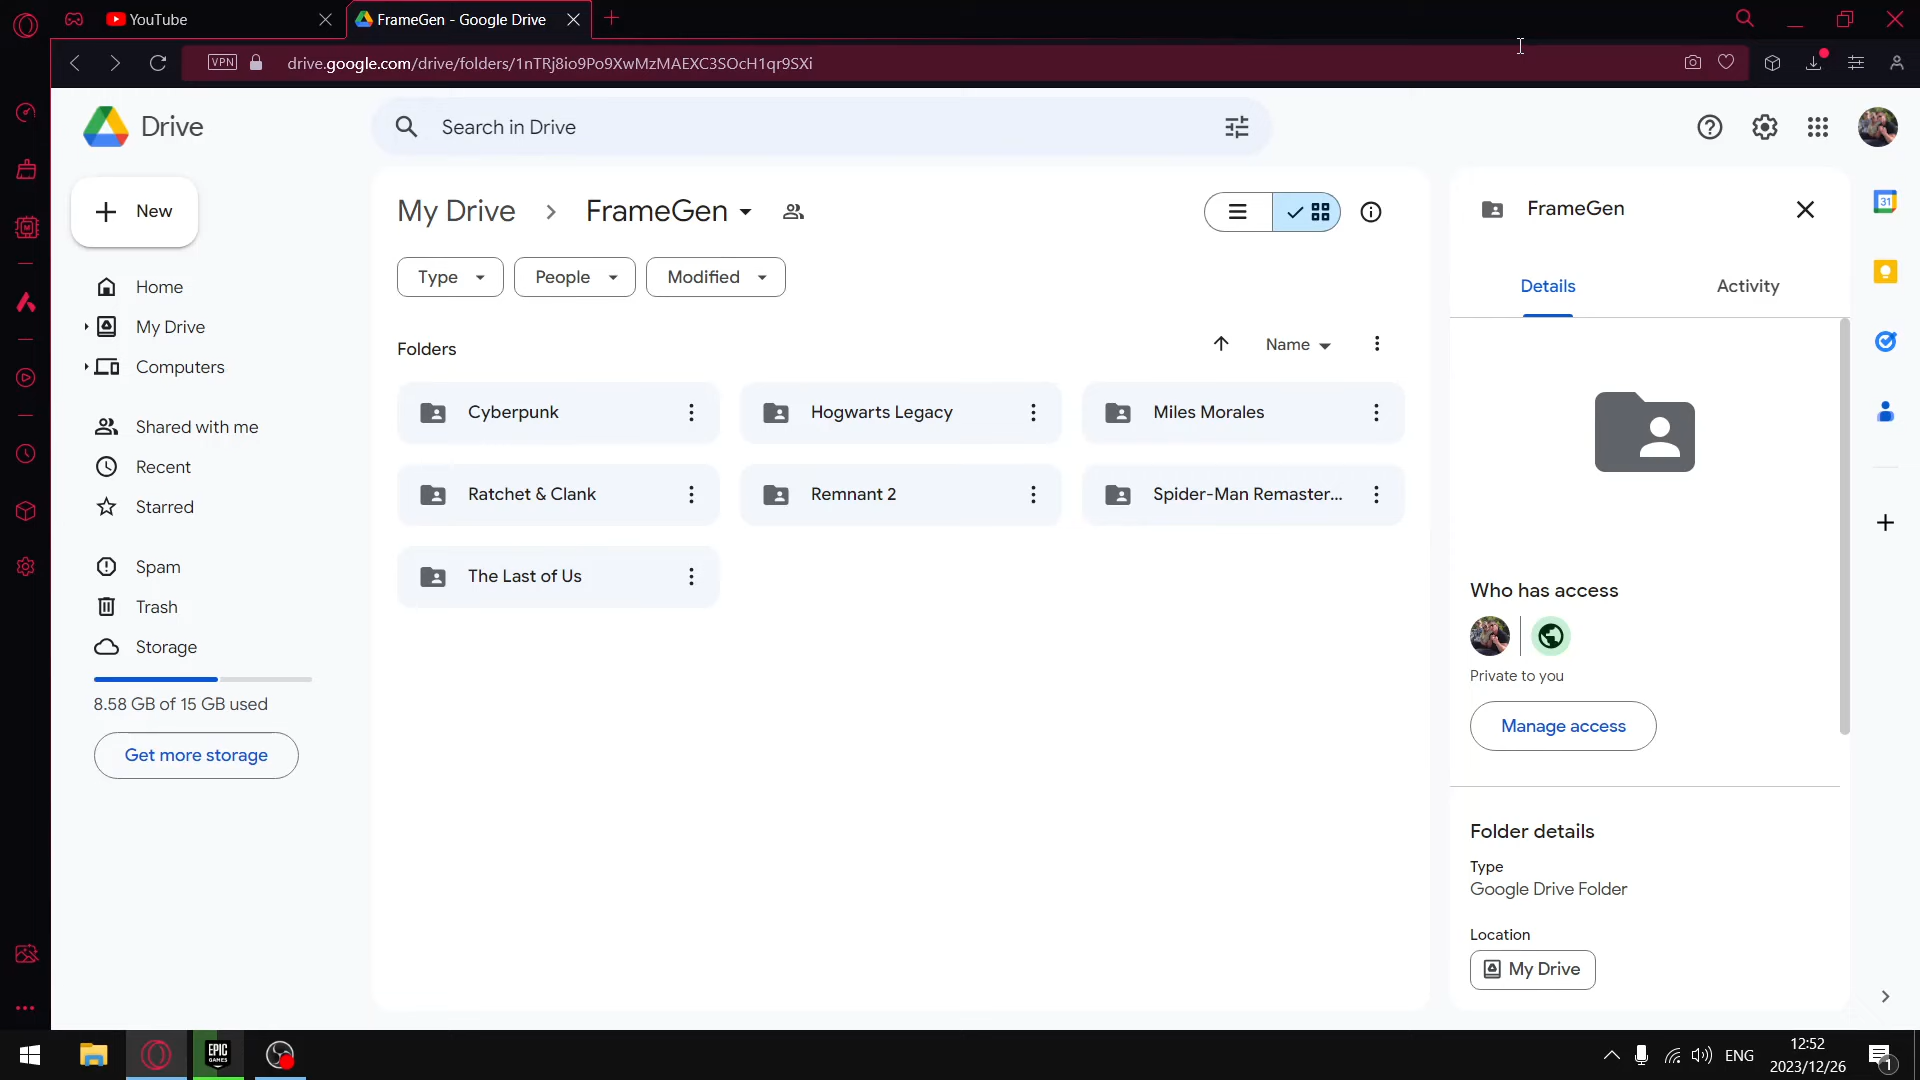 YouTube
FrameGen - Google Drive
VPN
drive.google.com/drive/folders/1nTRj8io9Po9XwMzMAEXC3SOcH1qr9SXi
Drive
Search in Drive
New
Home
My Drive
Computers
Shared with me
Recent
Starred
Spam
Trash
Storage
8.58 GB of 15 GB used
Get more storage
My Drive
FrameGen
Type
People
Modified
Folders
Name
Cyberpunk
Hogwarts Legacy
Miles Morales
Ratchet & Clank
Remnant 2
Spider-Man Remaster...
The Last of Us
FrameGen
Details
Activity
Who has access
Private to you
Manage access
Folder details
Type
Google Drive Folder
Location
My Drive
31
EPIC
GAMES
ENG
12:52
2023/12/26
1